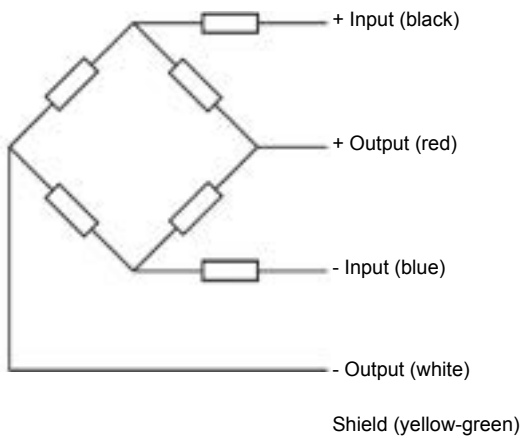 + Input (black)
+ Output (red)
- Input (blue)
- Output (white)
Shield (yellow-green)